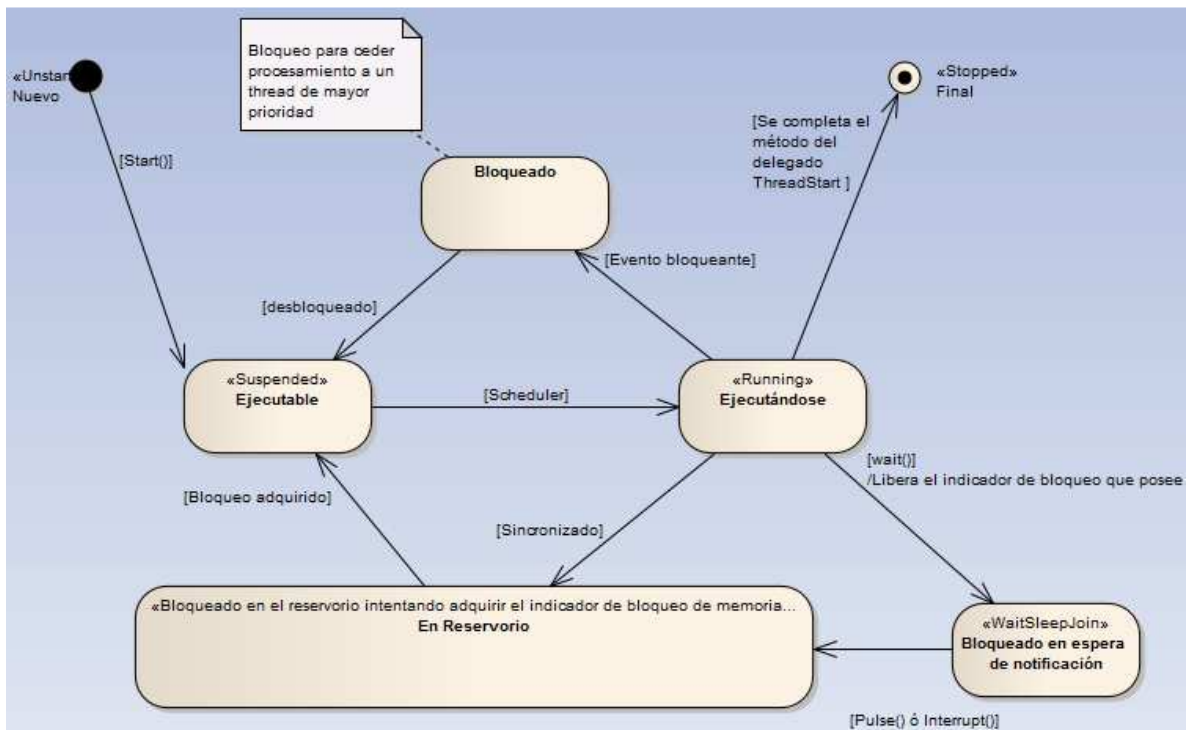 Bloqueo para ceder
procesamiento a un
thread de mayor
prioridad
«Unstar
Nuevo
«Stopped»
Final
[Se completa el
método del
delegado
ThreadStart ]
[Start()]
Bloqueado
[Evento bloqueante]
[desbloqueado]
«Suspended»
Ejecutable
[Scheduler]
«Running»
Ejecutándose
[wait()]
/Libera el indicador de bloqueo que posee
[Bloqueo adquirido]
[Sincronizado]
«Bloqueado en el reservorio intentando adquirir el indicador de bloqueo de memoria...
En Reservorio
«WaitSleepJoin»
Bloqueado en espera
de notificación
[Pulse() ó Interrupt()]